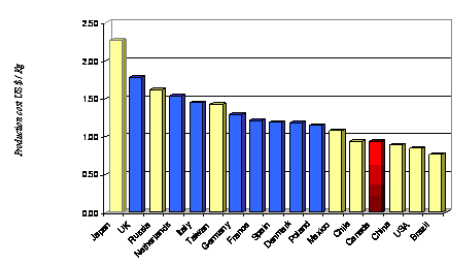 Production cost US $ / Kg
2.50
2.00
1.50
1.00
0.50
0.00
Japan
UK
Russia
Netherlands
Italy
Taiwan
Germany
France
Spain
Denmark
Poland
Mexico
Chile
Canada
China
USA
Brasil